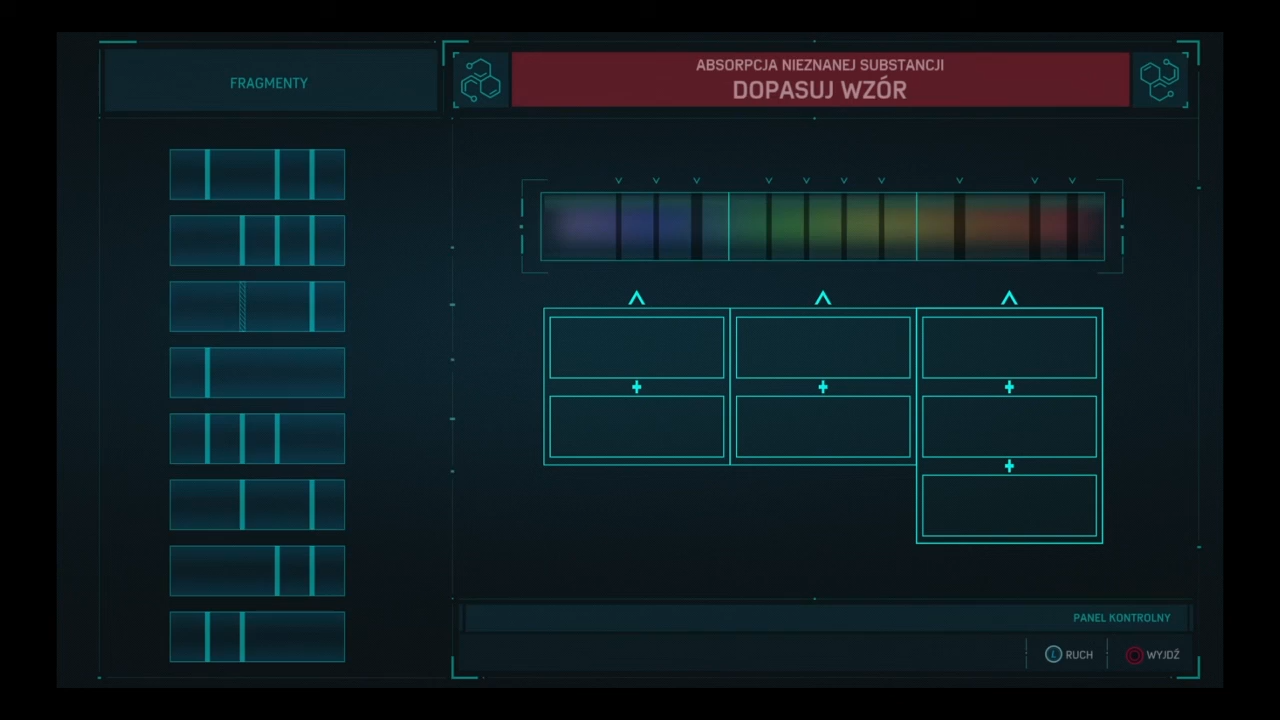 FRAGMENTY
ABSORPCJA NIEZNANEJ SUBSTANCJI
DOPASUJ WZÓR
PANEL KONTROLNY
L RUCH
WYJDŹ